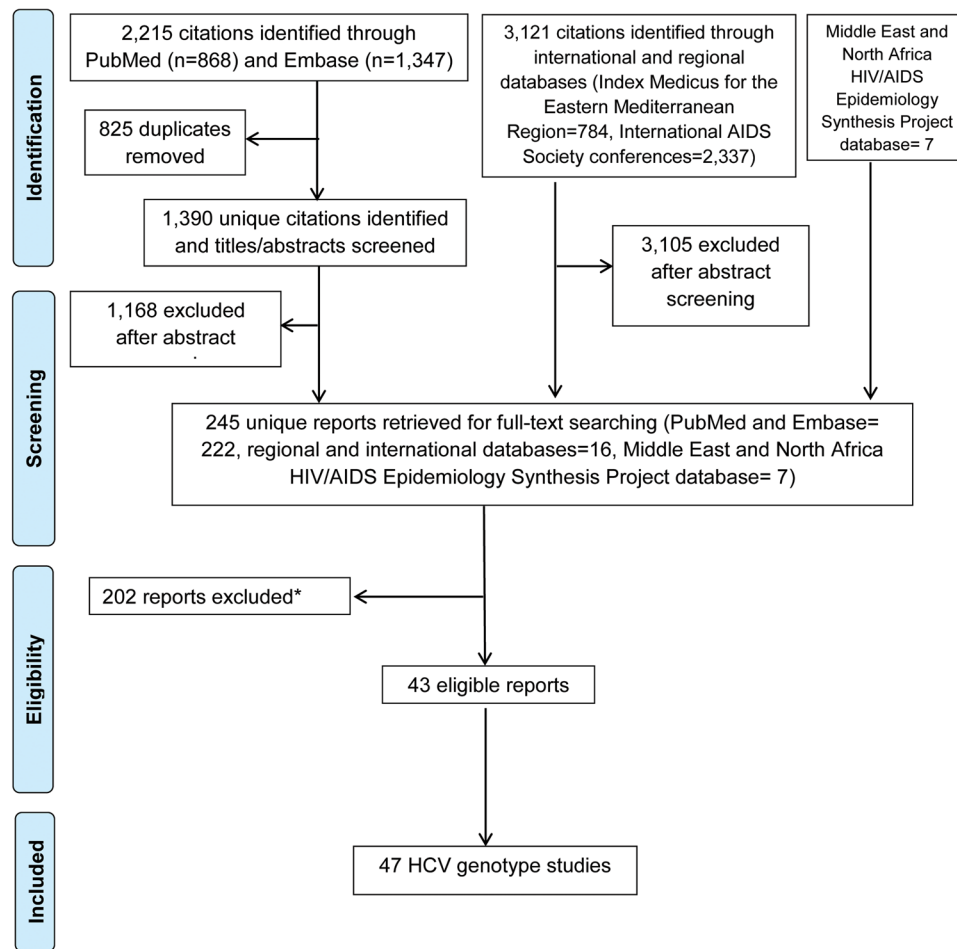 Identification
2,215 citations identified through
PubMed (n=868) and Embase (n=1,347)
825 duplicates
removed
1,390 unique citations identified
and titles/abstracts screened
3,121 citations identified through
international and regional
databases (Index Medicus for the
Eastern Mediterranean
Region=784, International AIDS
Society conferences=2,337)
3,105 excluded
after abstract
screening
Middle East and
North Africa
HIV/AIDS
Epidemiology
Synthesis Project
database= 7
Screening
1,168 excluded
after abstract
.
245 unique reports retrieved for full-text searching (PubMed and Embase=
222, regional and international databases=16, Middle East and North Africa
HIV/AIDS Epidemiology Synthesis Project database= 7)
Eligibility
202 reports excluded*
43 eligible reports
Included
47 HCV genotype studies